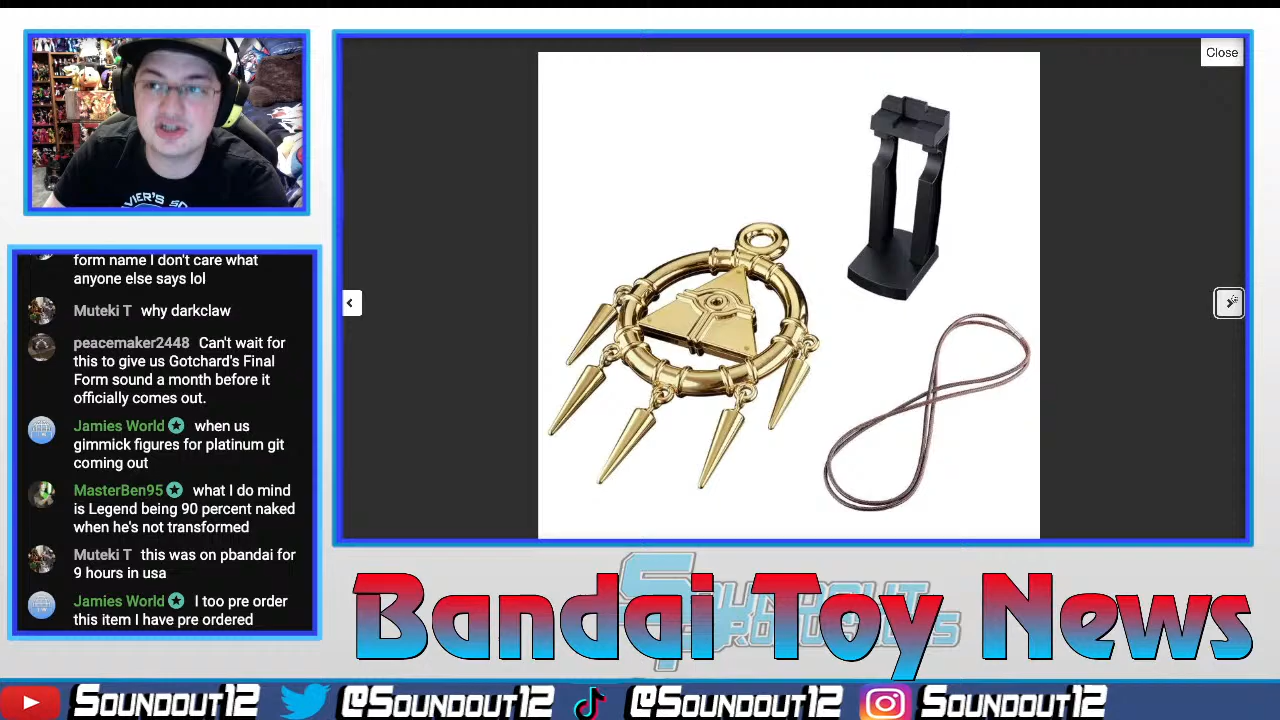 Close
VIER'S SC
form name I don't care what
anyone else says lol
Muteki T why darkclaw
peacemaker2448 Can't wait for
this to give us Gotchard's Final
Form sound a month before it
officially comes out.
Jamies World when us
gimmick figures for platinum git
coming out
MasterBen95 what I do mind
is Legend being 90 percent naked
when he's not transformed
Muteki T this was on pbandai for
9 hours in usa
Jamies World I too pre order
this item I have pre ordered
Bandai Toy News
Soundout12 @Soundout12 @Soundout12 Soundout12